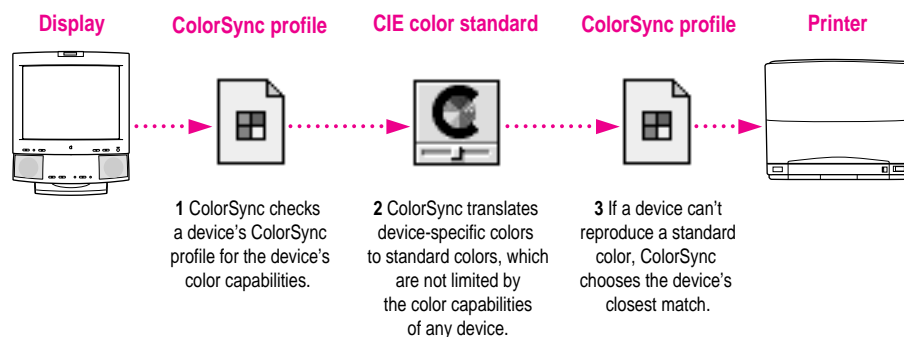 Display
ColorSync profile
CIE color standard
ColorSync profile
Printer
1 ColorSync checks
a device’s ColorSync
profile for the device’s
color capabilities.
2 ColorSync translates
device-specific colors
to standard colors, which
are not limited by
the color capabilities
of any device.
3 If a device can’t
reproduce a standard
color, ColorSync
chooses the device’s
closest match.